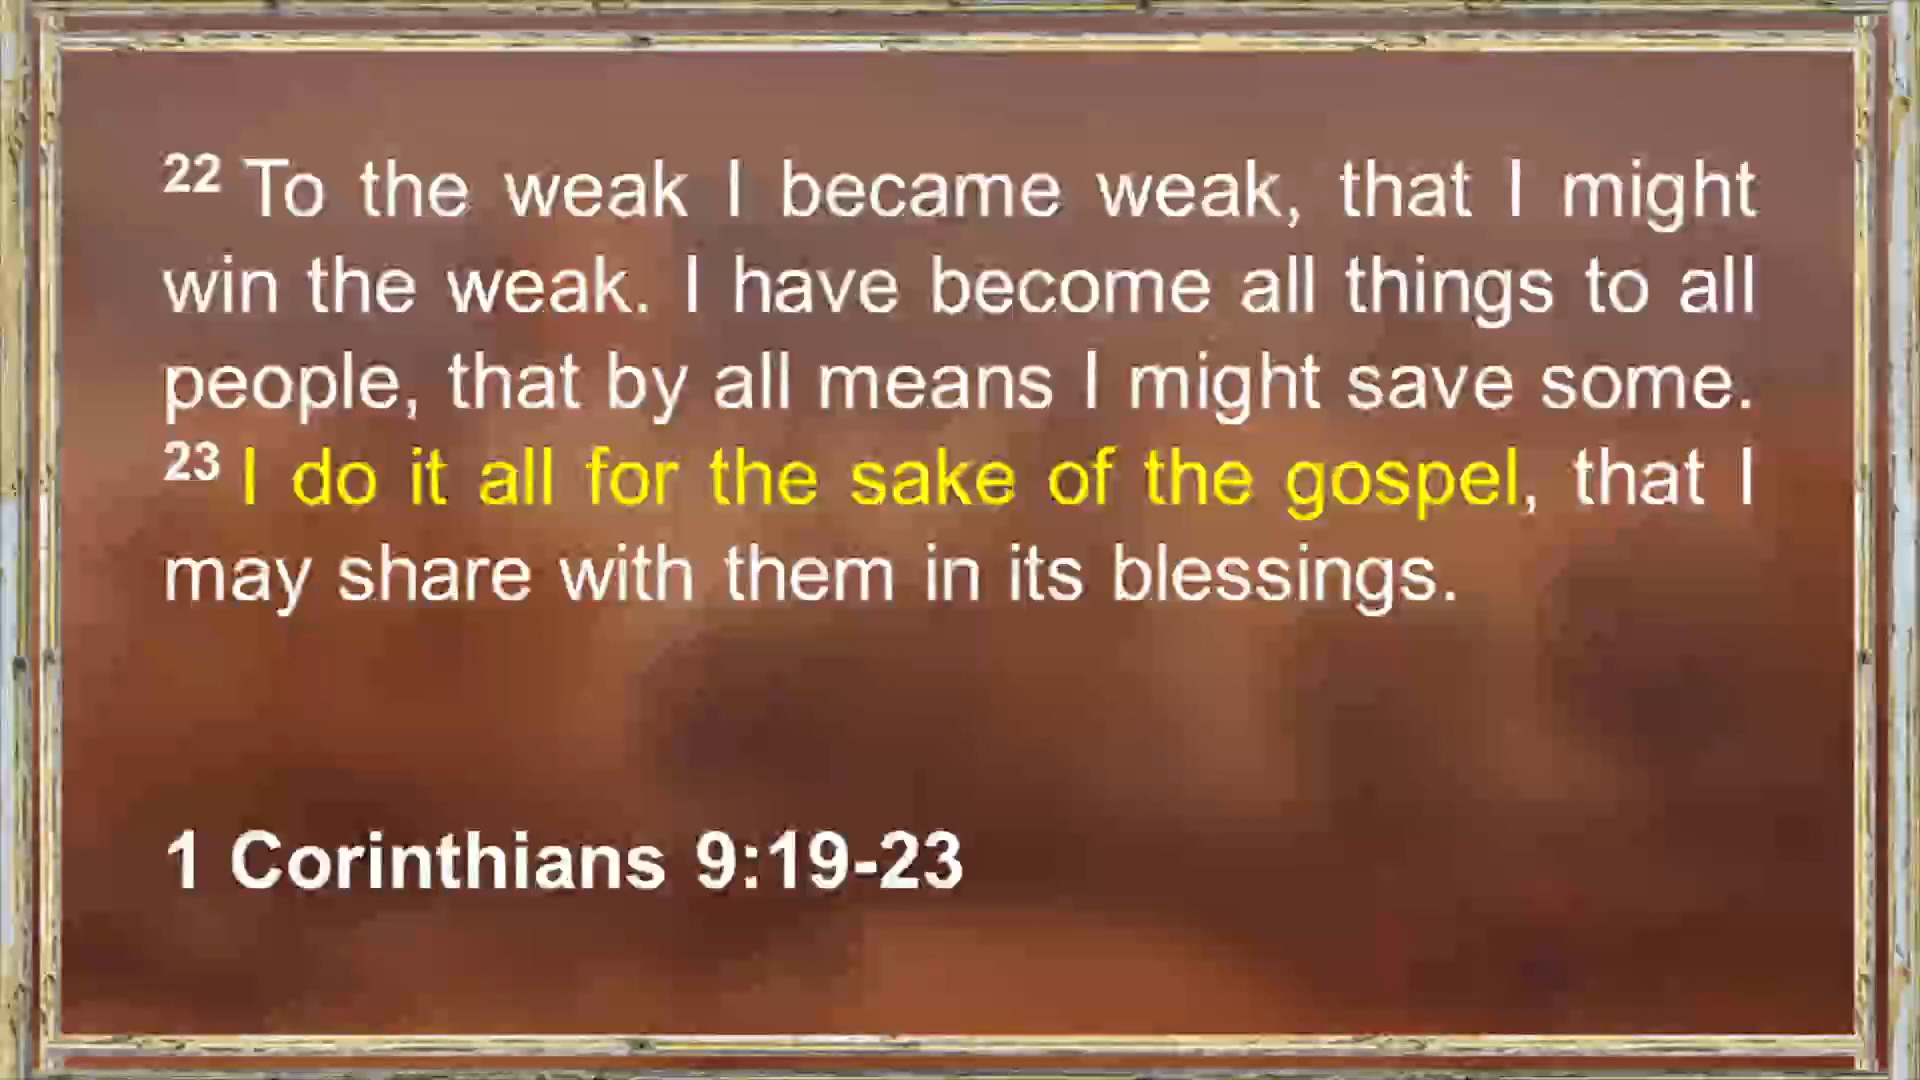 22 To the weak I became weak, that I might
win the weak. I have become all things to all
people, that by all means I might save some.
23 I do it all for the sake of the gospel, that I
may share with them in its blessings.
1 Corinthians 9:19-23